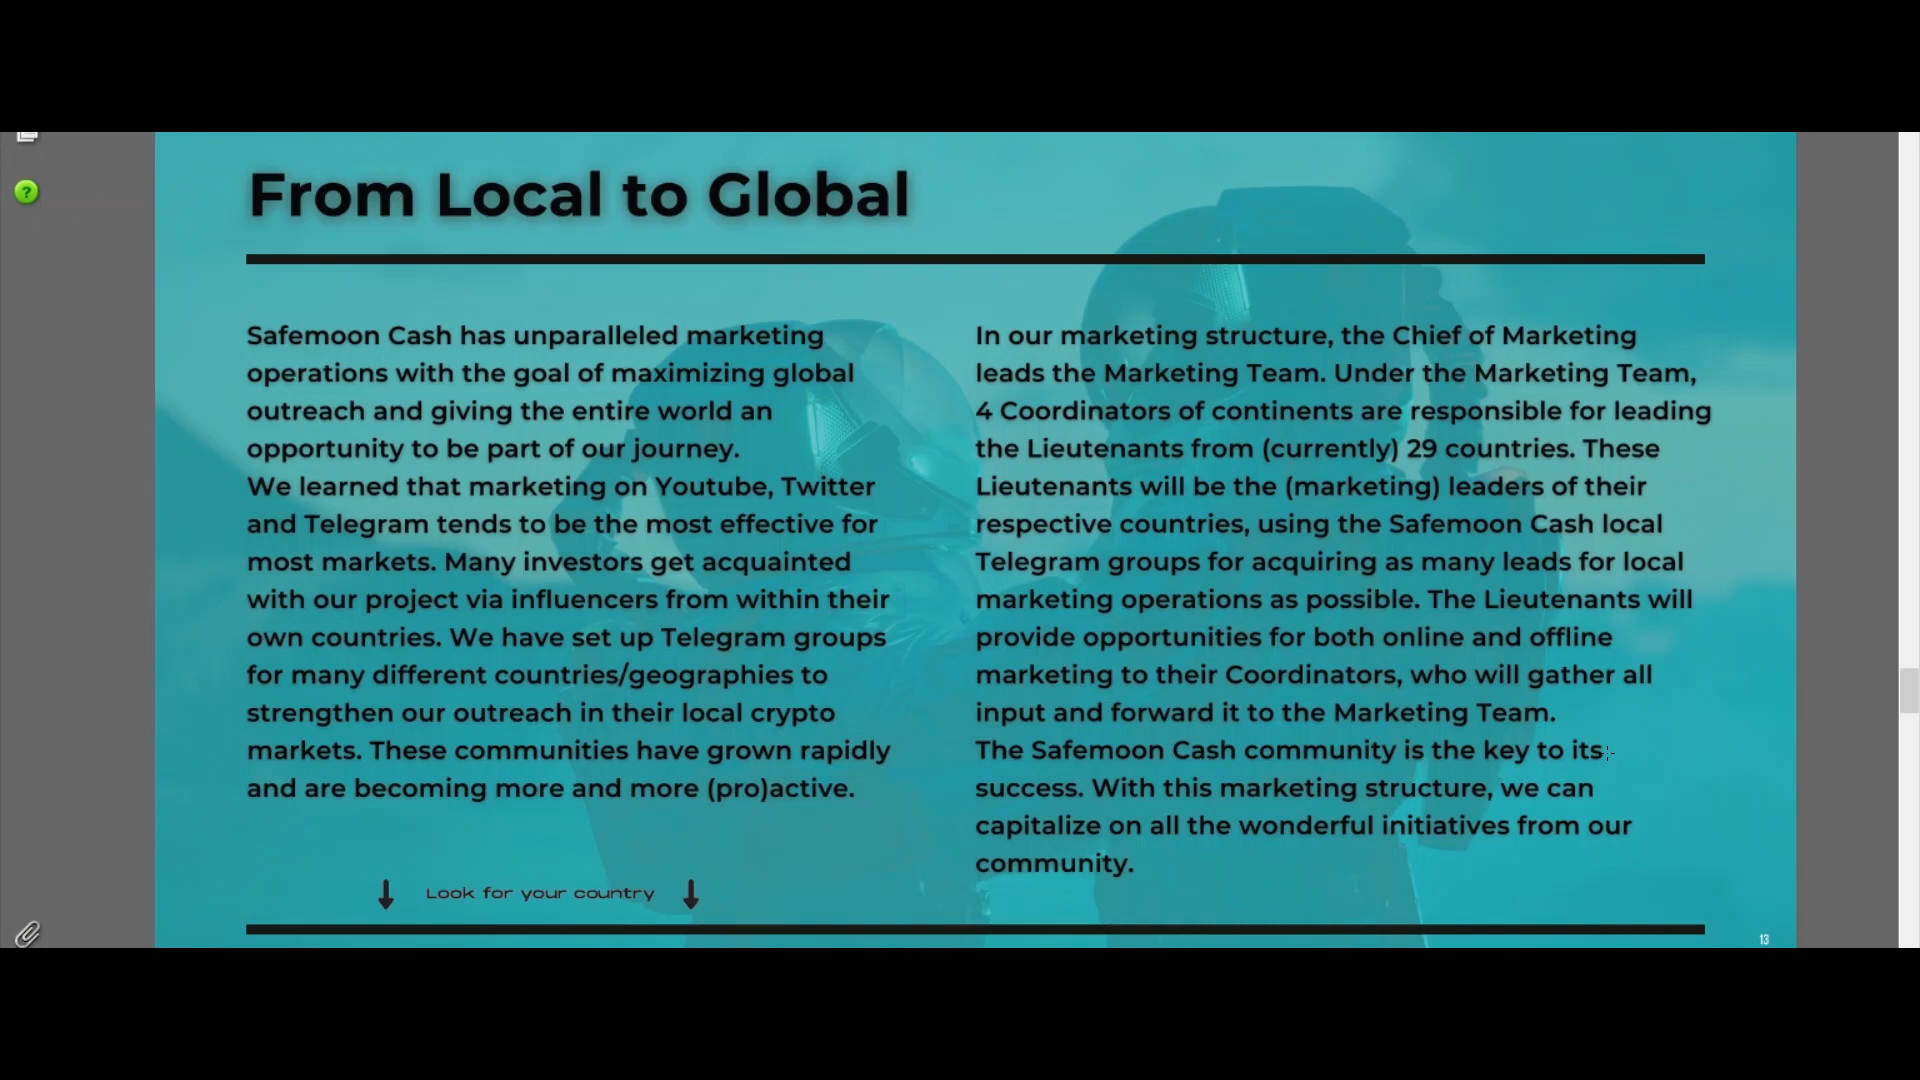 From Local to Global
Safemoon Cash has unparalleled marketing
operations with the goal of maximizing global
outreach and giving the entire world an
opportunity to be part of our journey.
We learned that marketing on Youtube, Twitter
and Telegram tends to be the most effective for
most markets. Many investors get acquainted
with our project via influencers from within their
own countries. We have set up Telegram groups
for many different countries/geographies to
strengthen our outreach in their local crypto
markets. These communities have grown rapidly
and are becoming more and more (pro)active.
Look for your country
In our marketing structure, the Chief of Marketing
leads the Marketing Team. Under the Marketing Team,
4 Coordinators of continents are responsible for leading
the Lieutenants from (currently) 29 countries. These
Lieutenants will be the (marketing) leaders of their
respective countries, using the Safemoon Cash local
Telegram groups for acquiring as many leads for local
marketing operations as possible. The Lieutenants will
provide opportunities for both online and offline
marketing to their Coordinators, who will gather all
input and forward it to the Marketing Team.
The Safemoon Cash community is the key to its
success. With this marketing structure, we can
capitalize on all the wonderful initiatives from our
community.
13